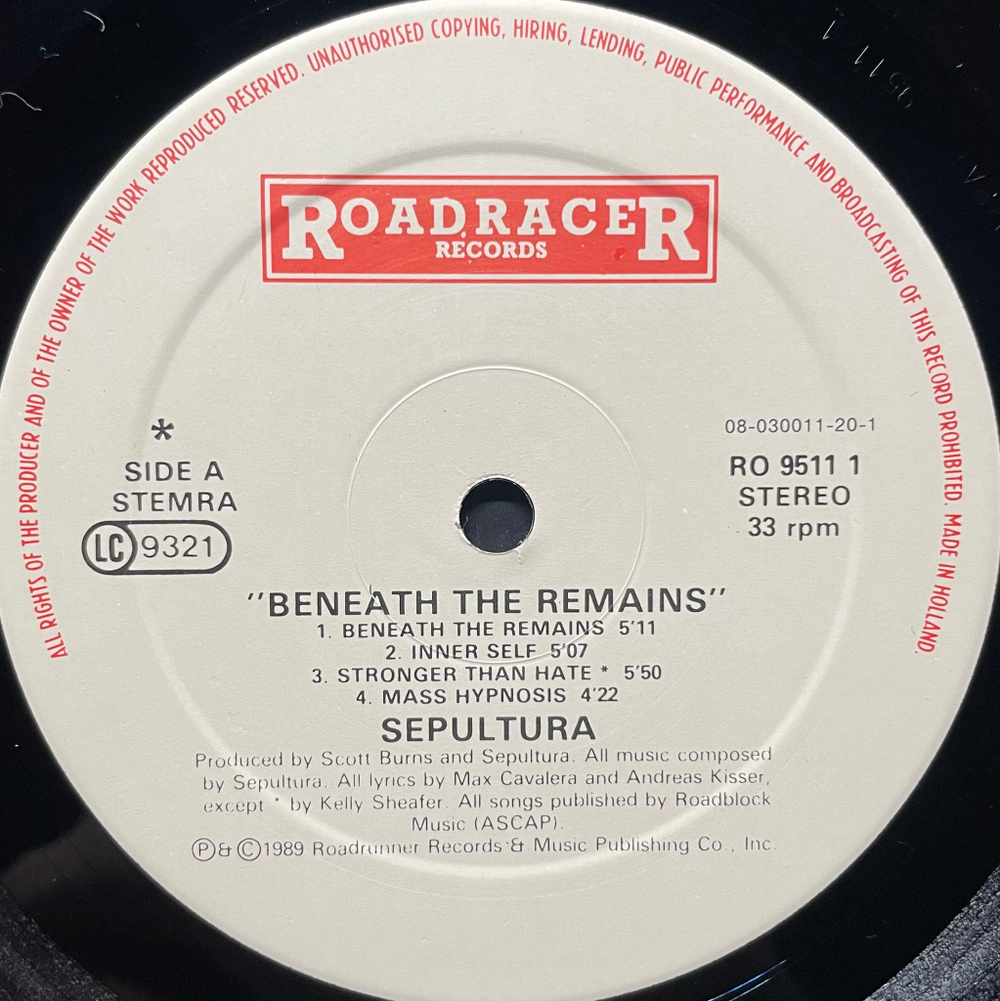 ALL RIGHTS OF THE PRODUCER AND OF THE OWNER OF THE WORK REPRODUCED RESERVED. UNAUTHORISED COPYING, HIRING, LENDING, PUBLIC PERFORMANCE AND BROADCASTING OF THIS RECORD PROHIBITED. MADE IN HOLLAND.
ROADRACER
RECORDS
*
SIDE A
STEMRA
LC 9321
08-030011-20-1
RO 9511 1
STEREO
33 rpm
"BENEATH THE REMAINS"
1. BENEATH THE REMAINS 5'11
2. INNER SELF 5'07
3. STRONGER THAN HATE * 5'50
4. MASS HYPNOSIS 4'22
SEPULTURA
Produced by Scott Burns and Sepultura. All music composed
by Sepultura. All lyrics by Max Cavalera and Andreas Kisser,
except * by Kelly Sheafer. All songs published by Roadblock
Music (ASCAP).
Ⓟ & Ⓒ 1989 Roadrunner Records & Music Publishing Co., Inc.